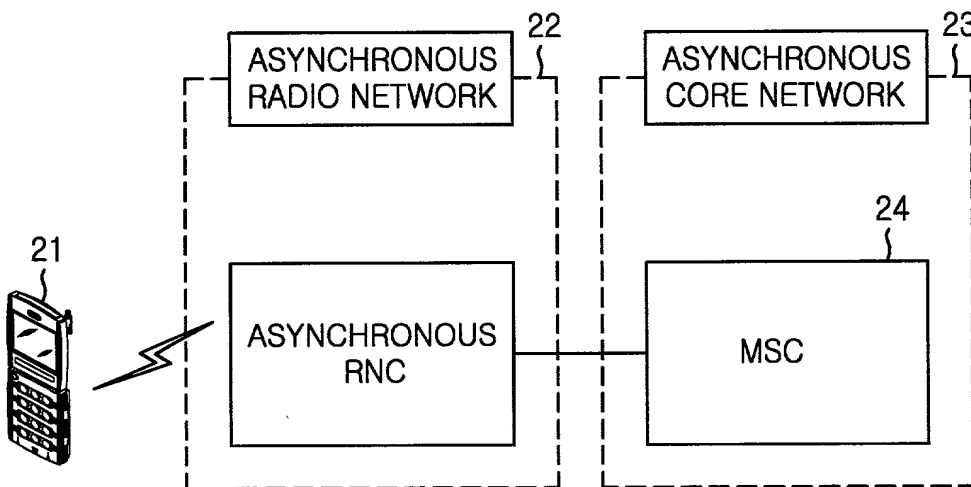 22
23
ASYNCHRONOUS
RADIO NETWORK
ASYNCHRONOUS
CORE NETWORK
21
24
ASYNCHRONOUS
RNC
MSC